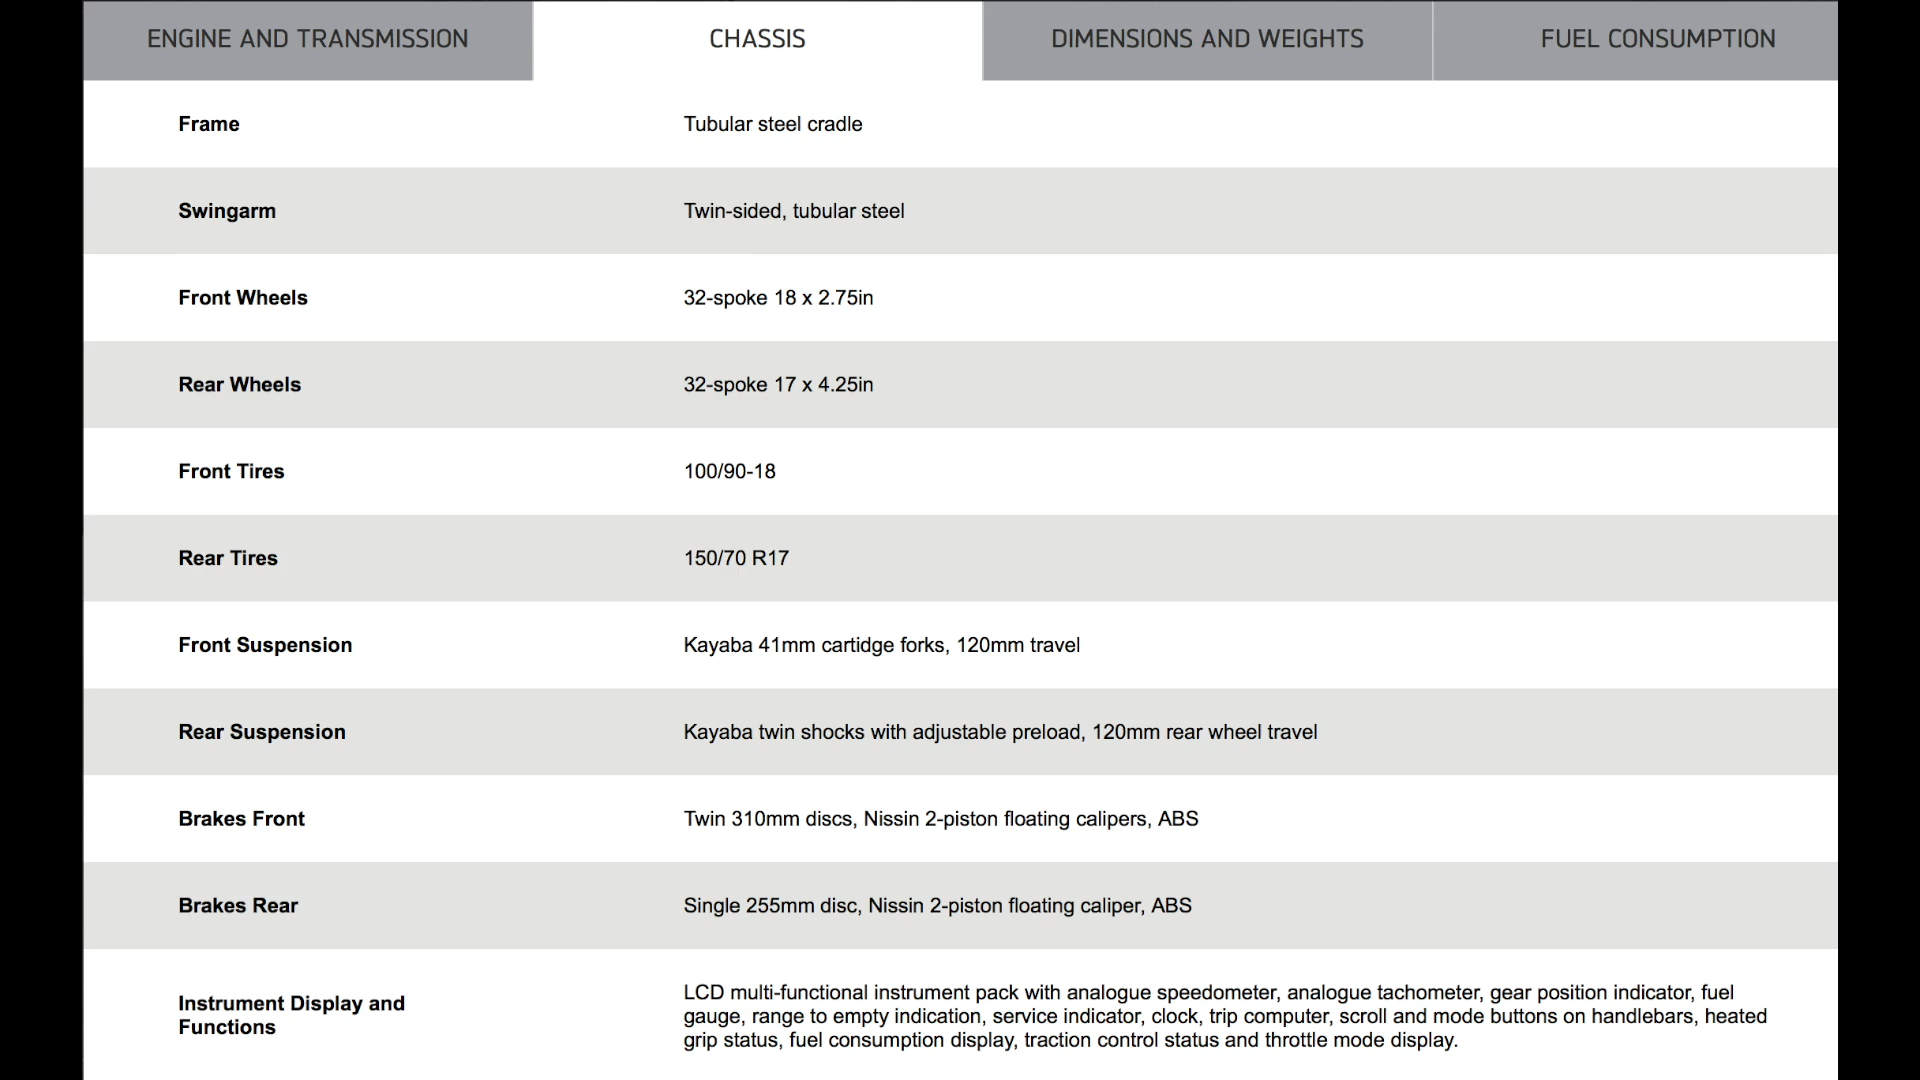 ENGINE AND TRANSMISSION CHASSIS DIMENSIONS AND WEIGHTS FUEL CONSUMPTION
Frame Tubular steel cradle
Swingarm Twin-sided, tubular steel
Front Wheels 32-spoke 18 x 2.75in
Rear Wheels 32-spoke 17 x 4.25in
Front Tires 100/90-18
Rear Tires 150/70 R17
Front Suspension Kayaba 41mm cartidge forks, 120mm travel
Rear Suspension Kayaba twin shocks with adjustable preload, 120mm rear wheel travel
Brakes Front Twin 310mm discs, Nissin 2-piston floating calipers, ABS
Brakes Rear Single 255mm disc, Nissin 2-piston floating caliper, ABS
Instrument Display and
Functions
LCD multi-functional instrument pack with analogue speedometer, analogue tachometer, gear position indicator, fuel
gauge, range to empty indication, service indicator, clock, trip computer, scroll and mode buttons on handlebars, heated
grip status, fuel consumption display, traction control status and throttle mode display.